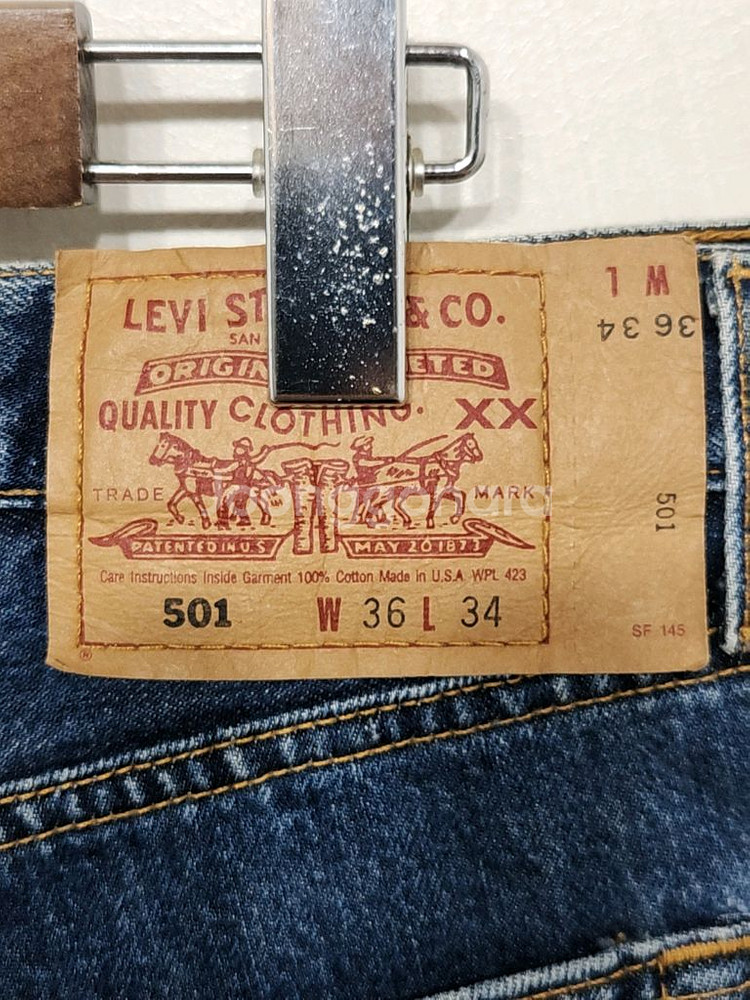 LEVI ST & CO.
SAN
ORIGIN ETED
QUALITY CLOTHING. XX
TRADE MARK
PATENTED IN U.S MAY 20 1873
Care Instructions Inside Garment 100% Cotton Made in U.S.A WPL 423
501 W 36 L 34
®
W L
36 34
501
SF 145